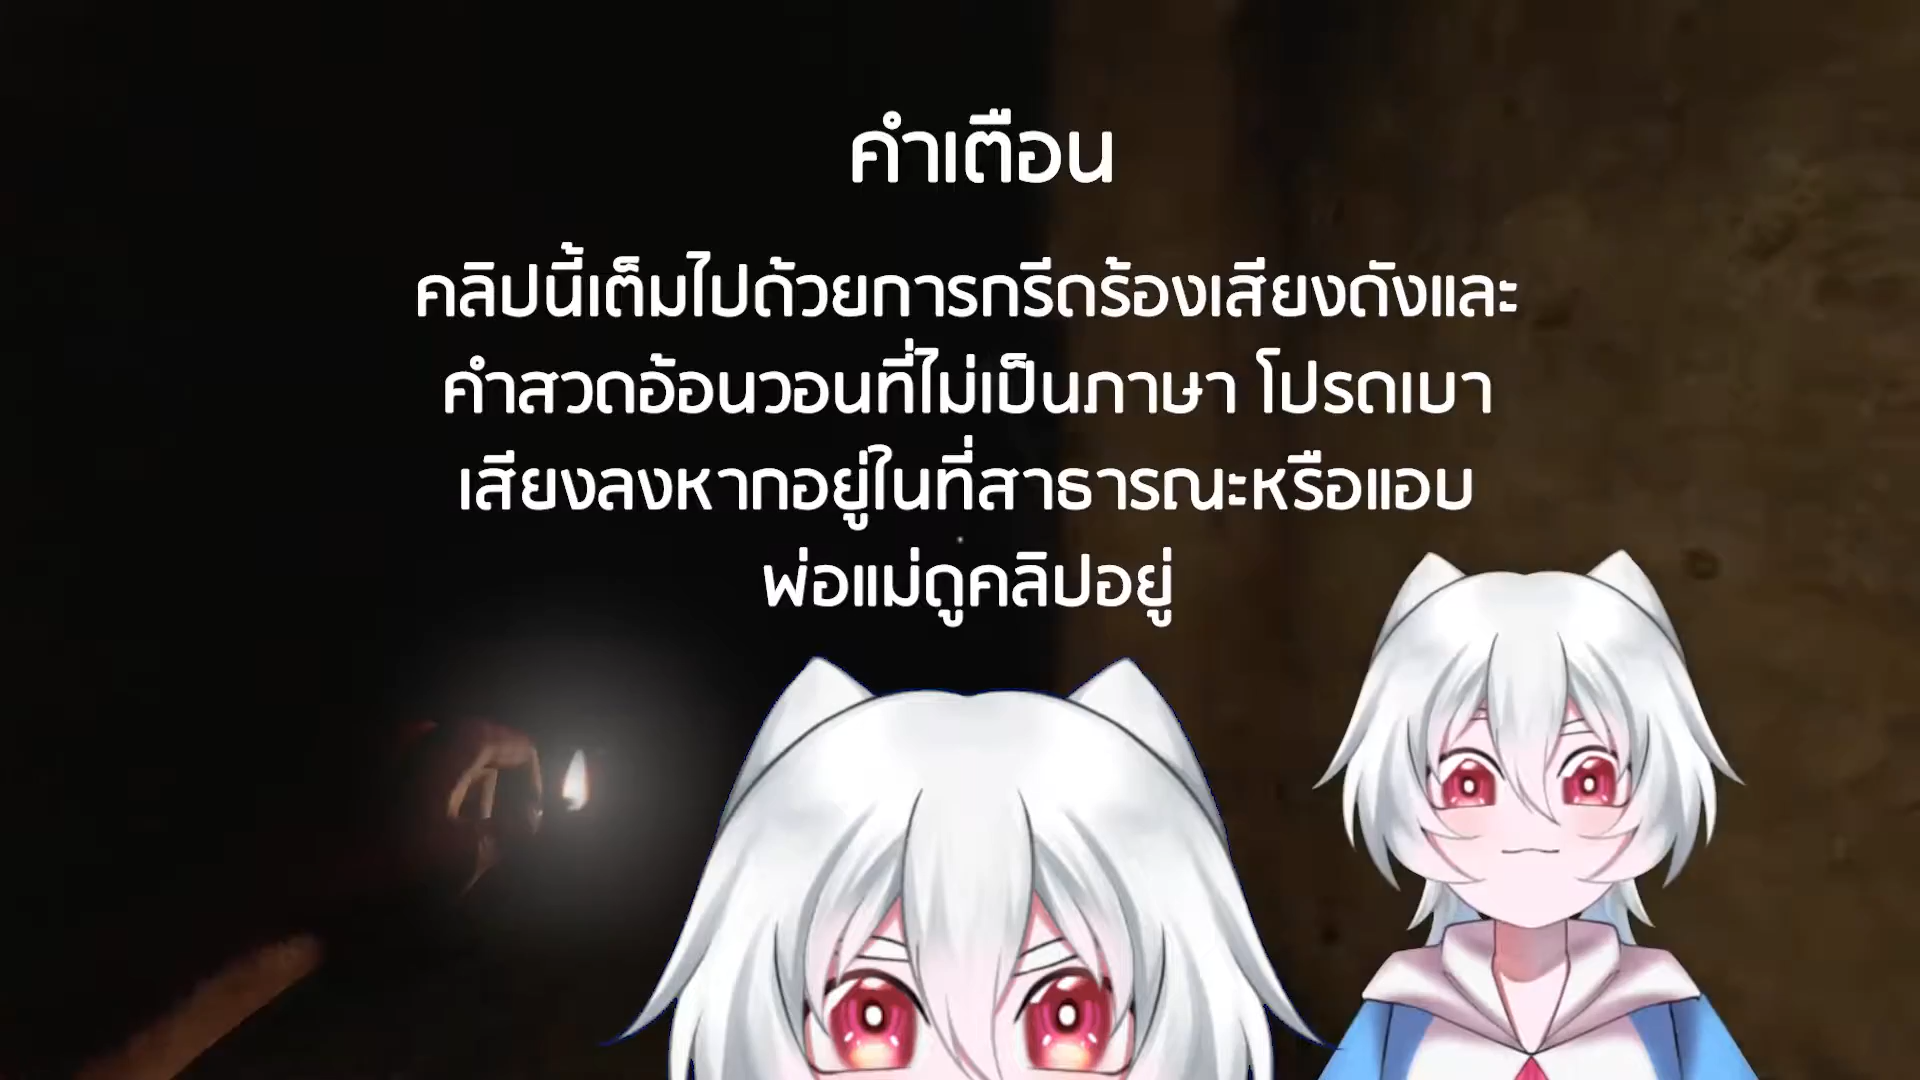 คำเตือน
คลิปนี้เต็มไปด้วยการกรีดร้องเสียงดังและ
คำสวดอ้อนวอนที่ไม่เป็นภาษา โปรดเบา
เสียงลงหากอยู่ในที่สาธารณะหรือแอบ
พ่อแม่ดูคลิปอยู่